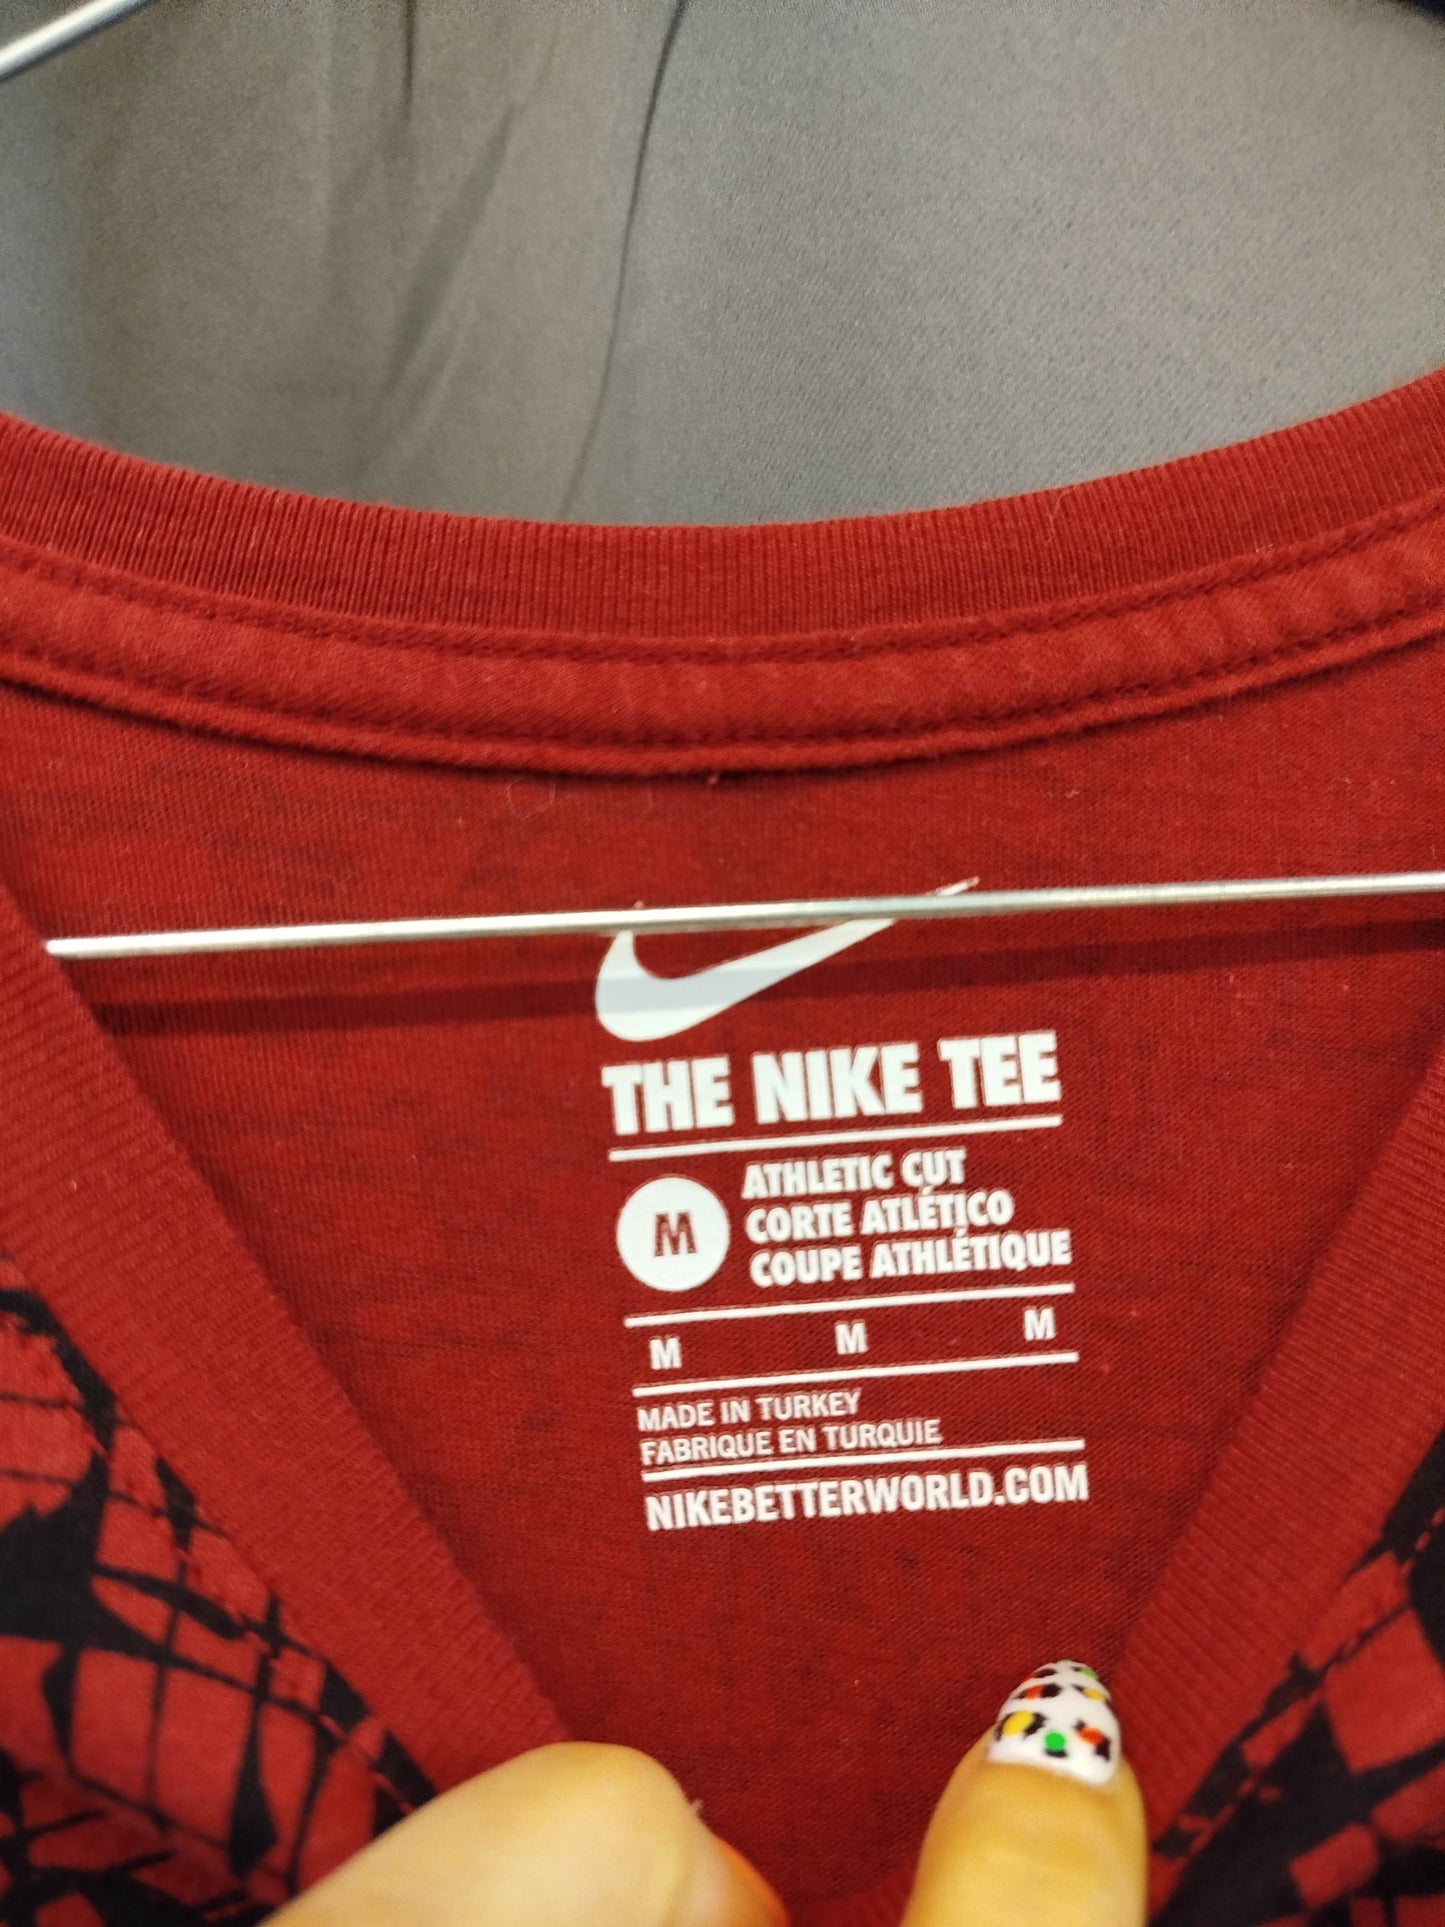 THE NIKE TEE
M
ATHLETIC CUT
CORTE ATLÉTICO
COUPE ATHLÉTIQUE
M M M
MADE IN TURKEY
FABRIQUE EN TURQUIE
NIKEBETTERWORLD.COM